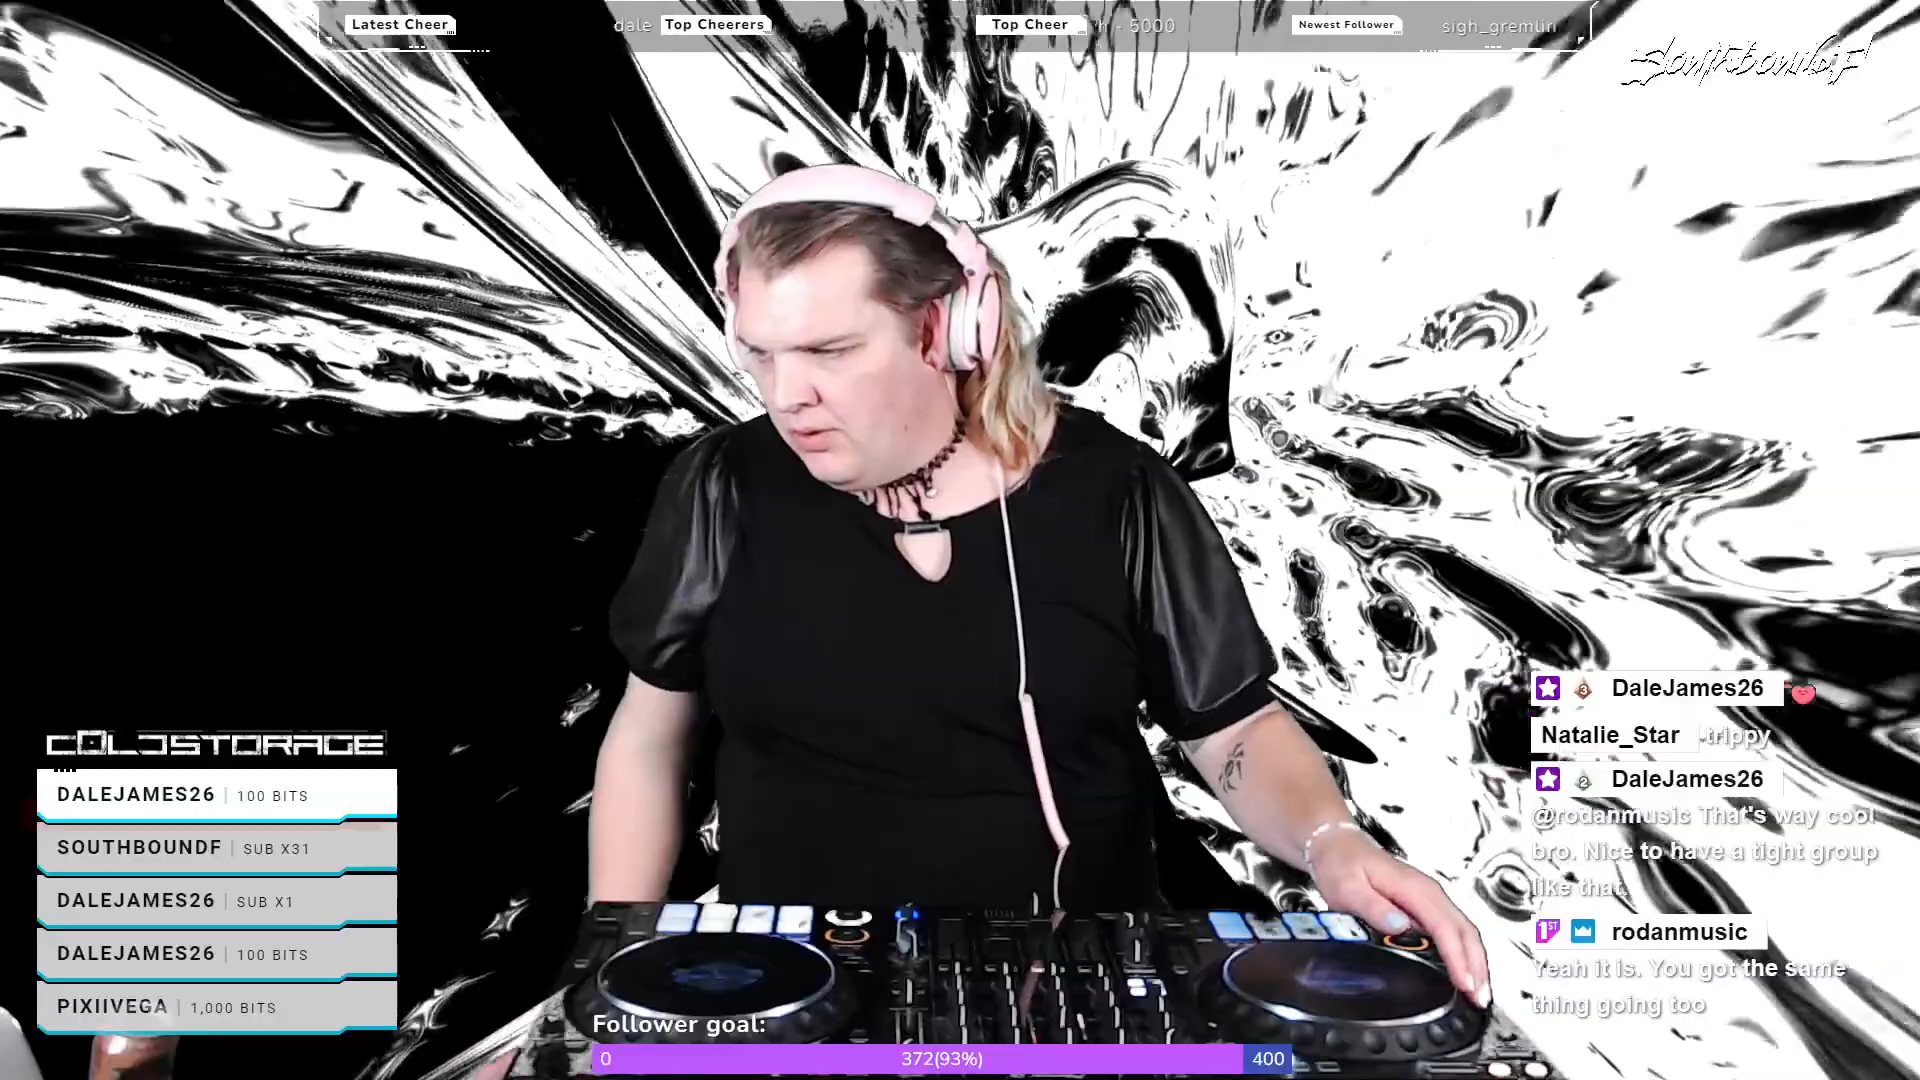 Latest Cheer
dale
Top Cheerers
Top Cheer
- 5000
Newest Follower
sigh_gremlin
SouthboundF
DaleJames26
Natalie_Star trippy
DaleJames26
@rodanmusic That's way cool
bro. Nice to have a tight group
like that.
1ST rodanmusic
Yeah it is. You got the same
thing going too
COLDSTORAGE
DALEJAMES26 | 100 BITS
SOUTHBOUNDF | SUB X31
DALEJAMES26 | SUB X1
DALEJAMES26 | 100 BITS
PIXIIVEGA | 1,000 BITS
Follower goal:
0 372(93%) 400